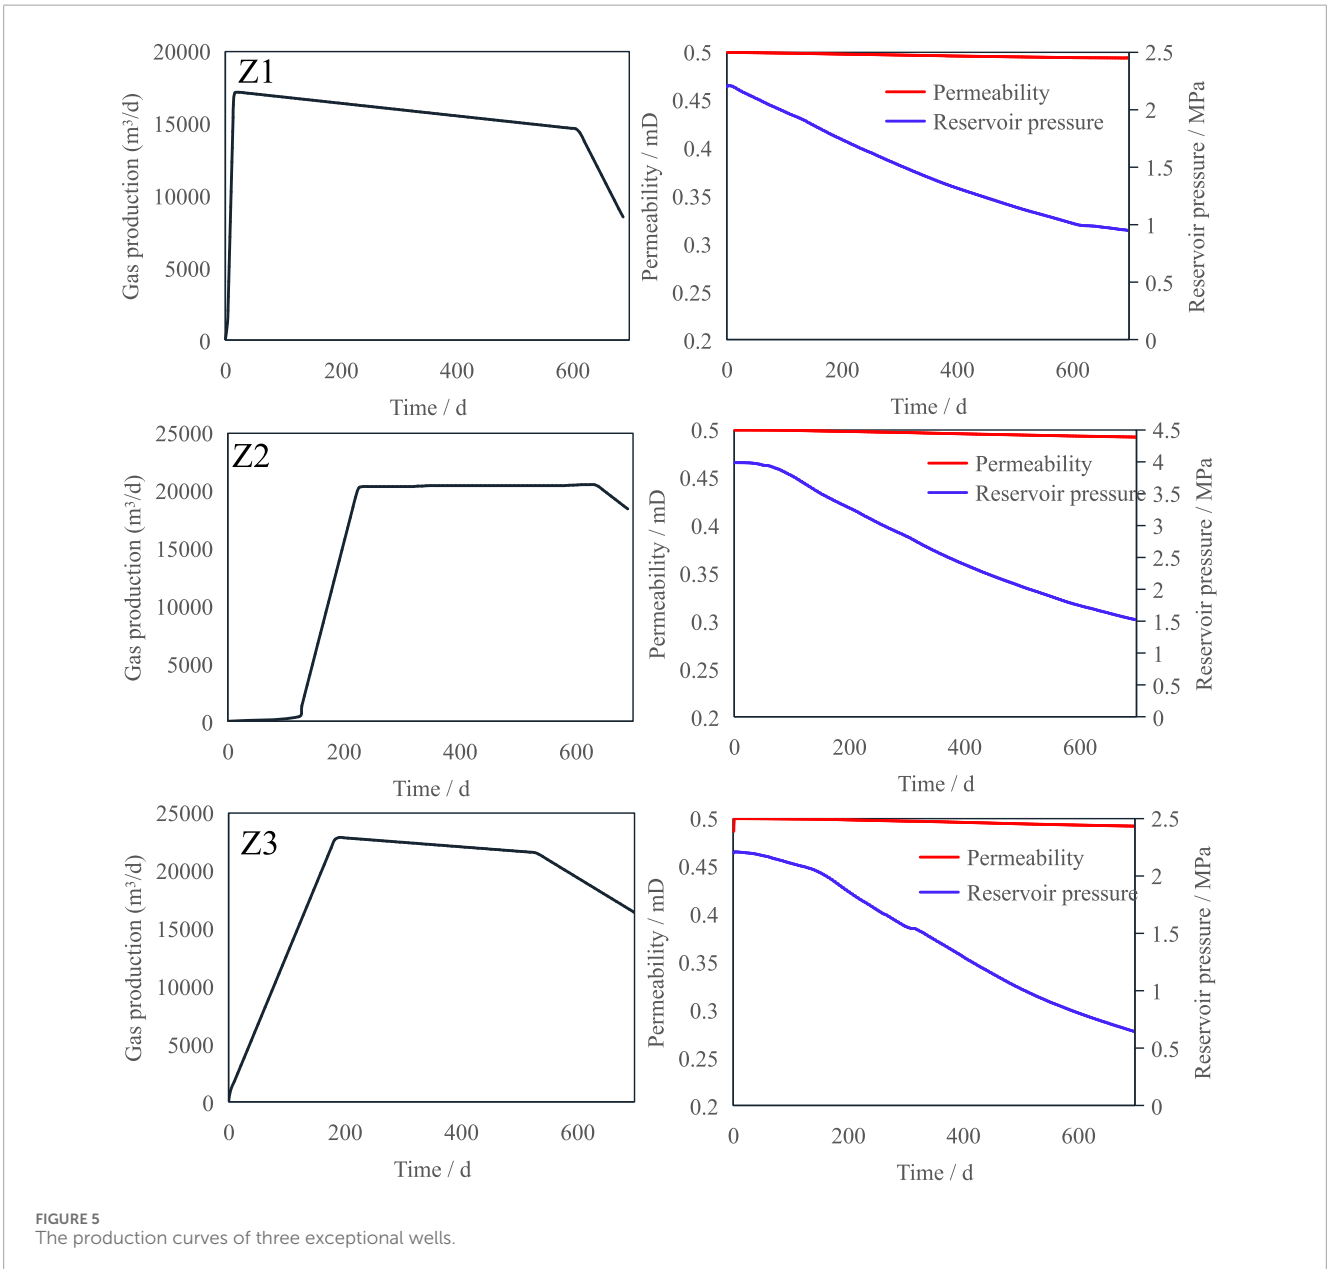 Z1
Gas production (m³/d)
20000
15000
10000
5000
0
0 200 400 600
Time / d
Permeability / mD
0.5
0.45
0.4
0.35
0.3
0.25
0.2
Permeability
Reservoir pressure
2.5
2
1.5
1
0.5
0
Reservoir pressure / MPa
0 200 400 600
Time / d
Z2
Gas production (m³/d)
25000
20000
15000
10000
5000
0
0 200 400 600
Time / d
Permeability / mD
0.5
0.45
0.4
0.35
0.3
0.25
0.2
Permeability
Reservoir pressure
4.5
4
3.5
3
2.5
2
1.5
1
0.5
0
Reservoir pressure / MPa
0 200 400 600
Time / d
Z3
Gas production (m³/d)
25000
20000
15000
10000
5000
0
0 200 400 600
Time / d
Permeability / mD
0.5
0.45
0.4
0.35
0.3
0.25
0.2
Permeability
Reservoir pressure
2.5
2
1.5
1
0.5
0
Reservoir pressure / MPa
0 200 400 600
Time / d
FIGURE 5
The production curves of three exceptional wells.